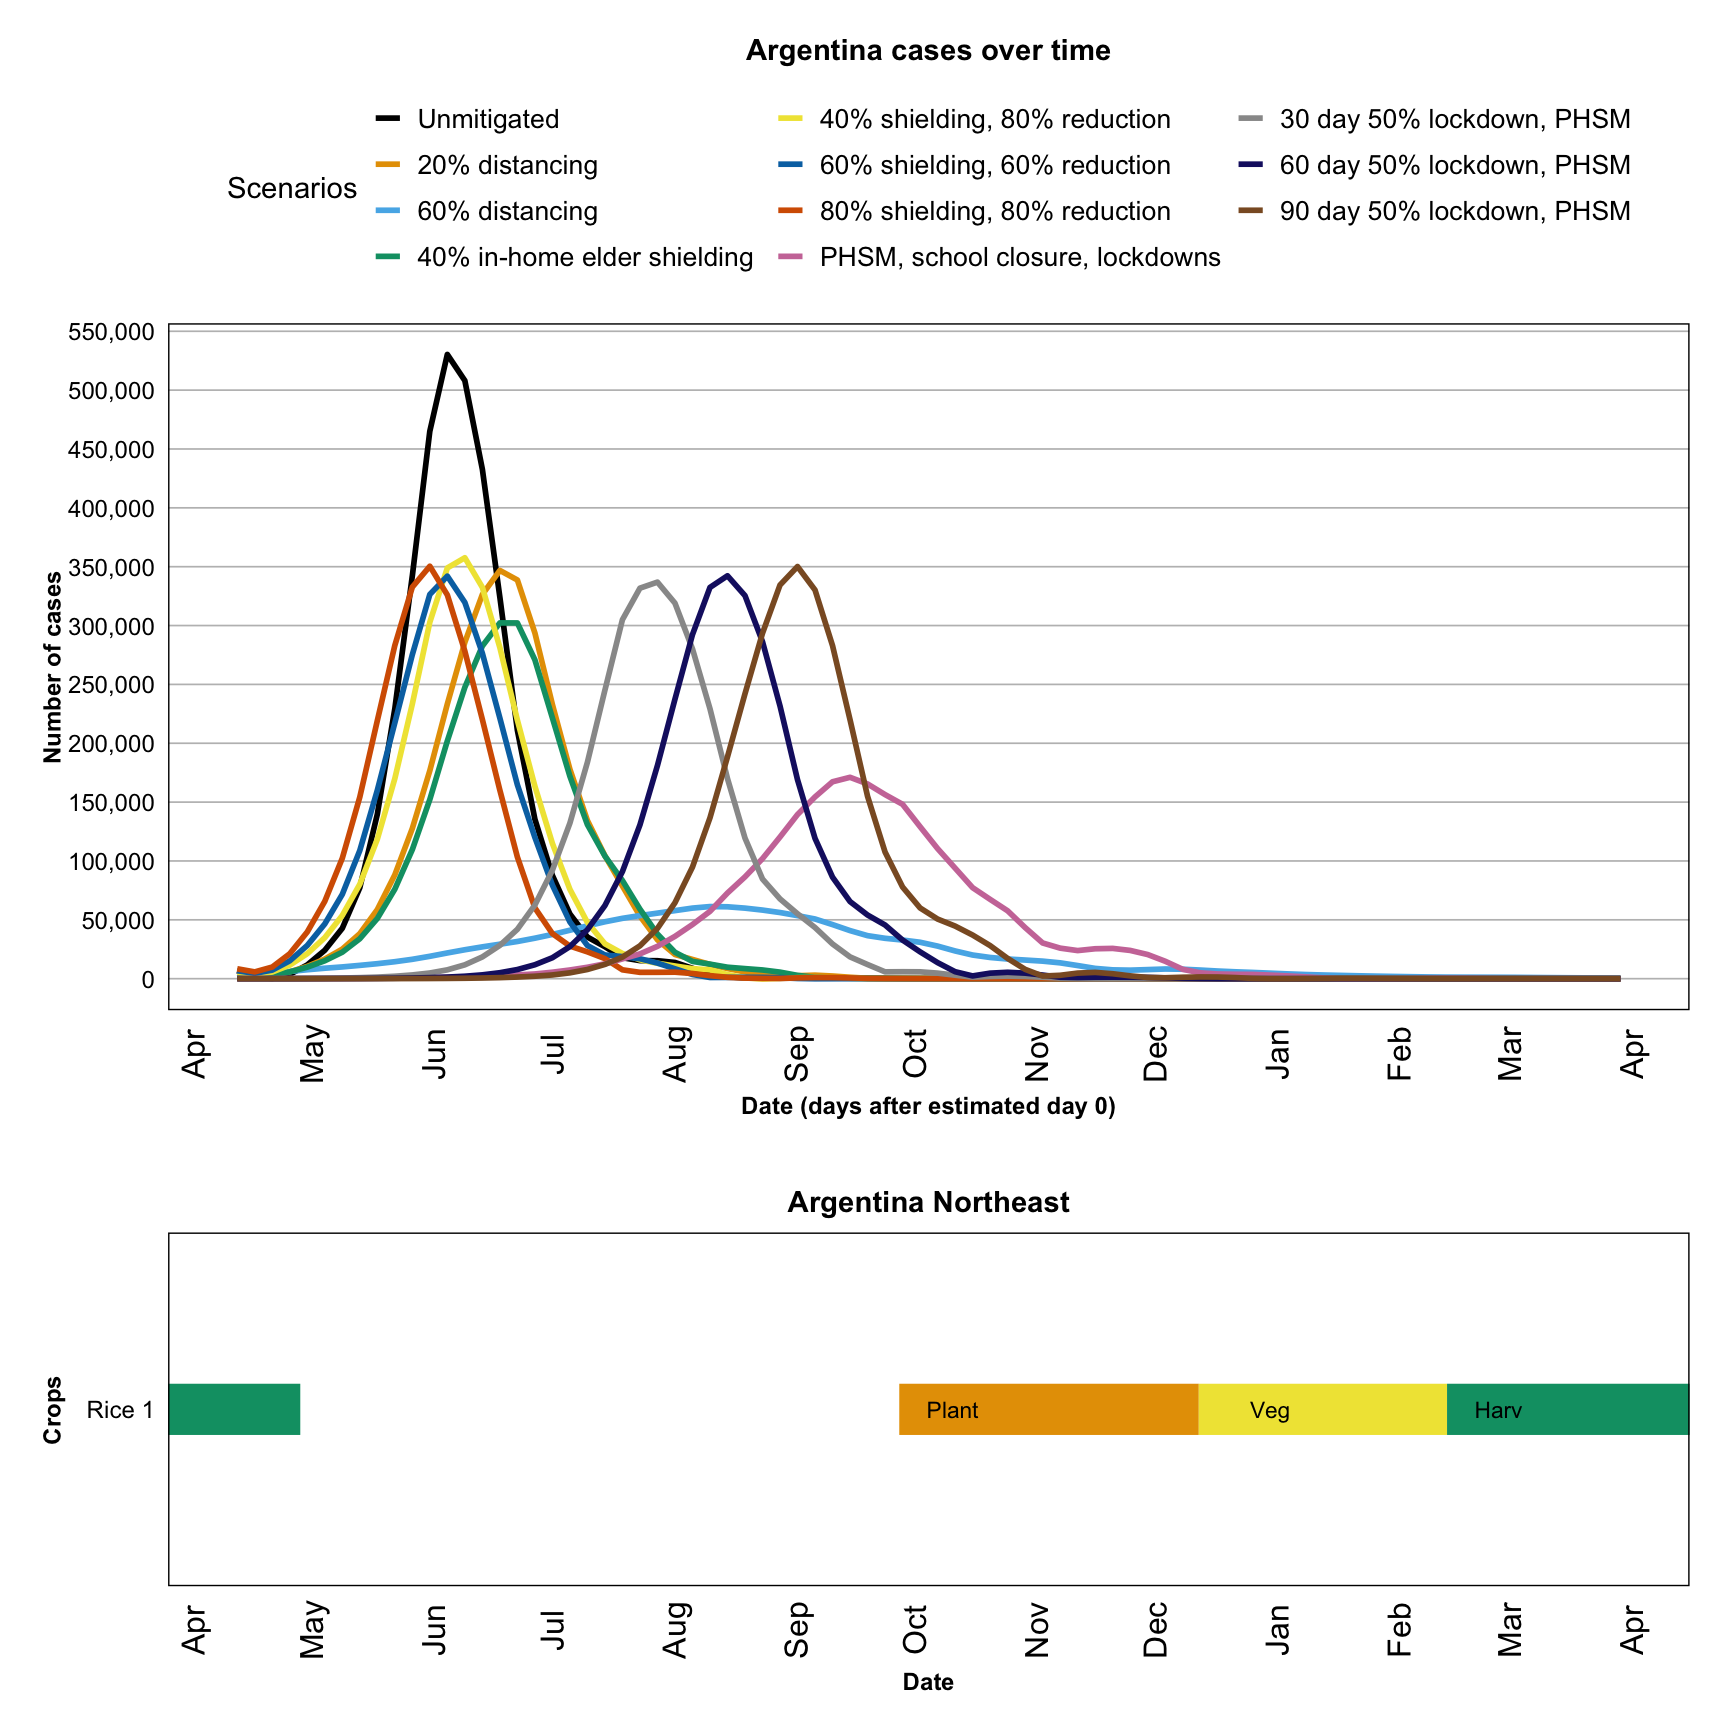 Argentina cases over time
Scenarios
Unmitigated
20% distancing
60% distancing
40% in-home elder shielding
40% shielding, 80% reduction
60% shielding, 60% reduction
80% shielding, 80% reduction
PHSM, school closure, lockdowns
30 day 50% lockdown, PHSM
60 day 50% lockdown, PHSM
90 day 50% lockdown, PHSM
Number of cases
550,000
500,000
450,000
400,000
350,000
300,000
250,000
200,000
150,000
100,000
50,000
0
Apr May Jun Jul Aug Sep Oct Nov Dec Jan Feb Mar Apr
Date (days after estimated day 0)
Argentina Northeast
Crops
Rice 1 Plant Veg Harv
Apr May Jun Jul Aug Sep Oct Nov Dec Jan Feb Mar Apr
Date